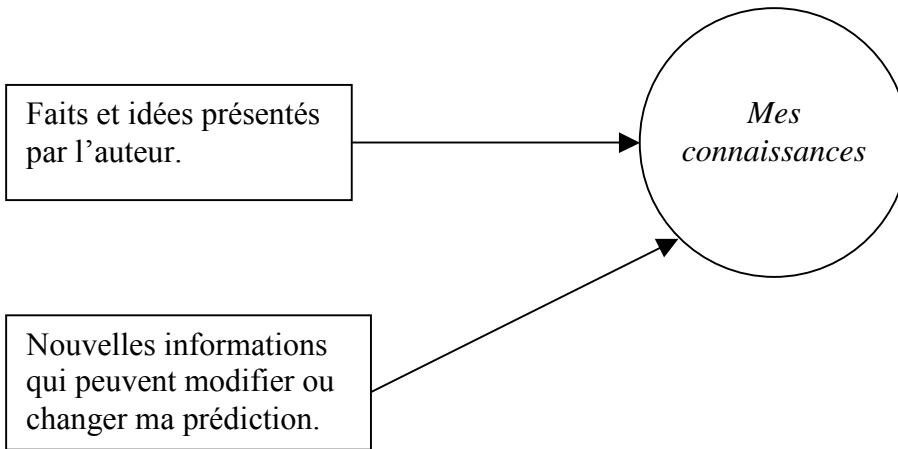 Faits et idées présentés
par l’auteur.
Mes
connaissances
Nouvelles informations
qui peuvent modifier ou
changer ma prédiction.